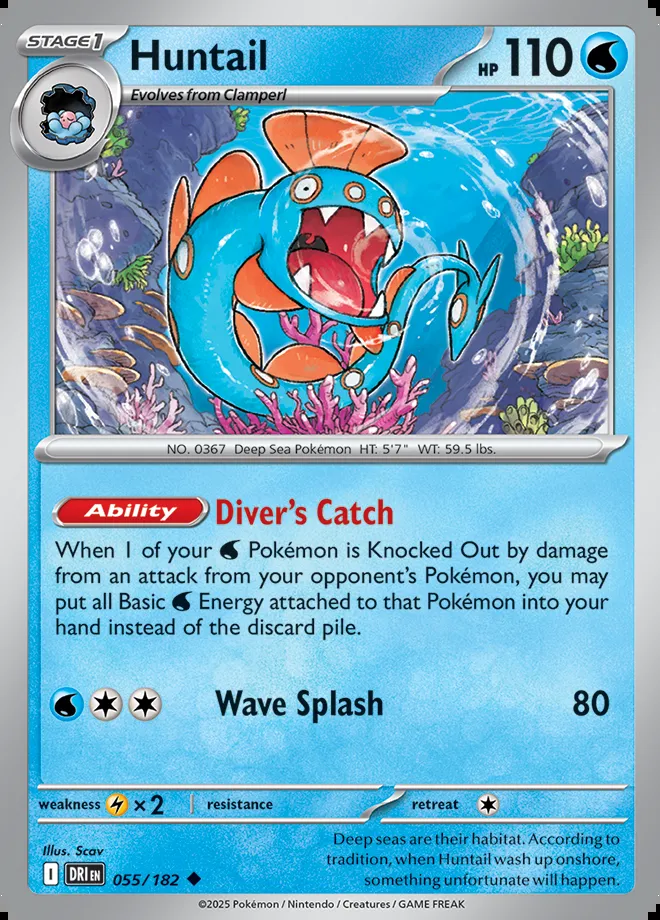 STAGE 1
Huntail
HP 110
Evolves from Clamperl
NO. 0367 Deep Sea Pokémon HT: 5'7" WT: 59.5 lbs.
Ability Diver's Catch
When 1 of your Pokémon is Knocked Out by damage
from an attack from your opponent's Pokémon, you may
put all Basic Energy attached to that Pokémon into your
hand instead of the discard pile.
Wave Splash 80
weakness ×2 resistance retreat
Illus. Scav
Deep seas are their habitat. According to
tradition, when Huntail wash up onshore,
something unfortunate will happen.
I DRI EN 055/182
©2025 Pokémon / Nintendo / Creatures / GAME FREAK